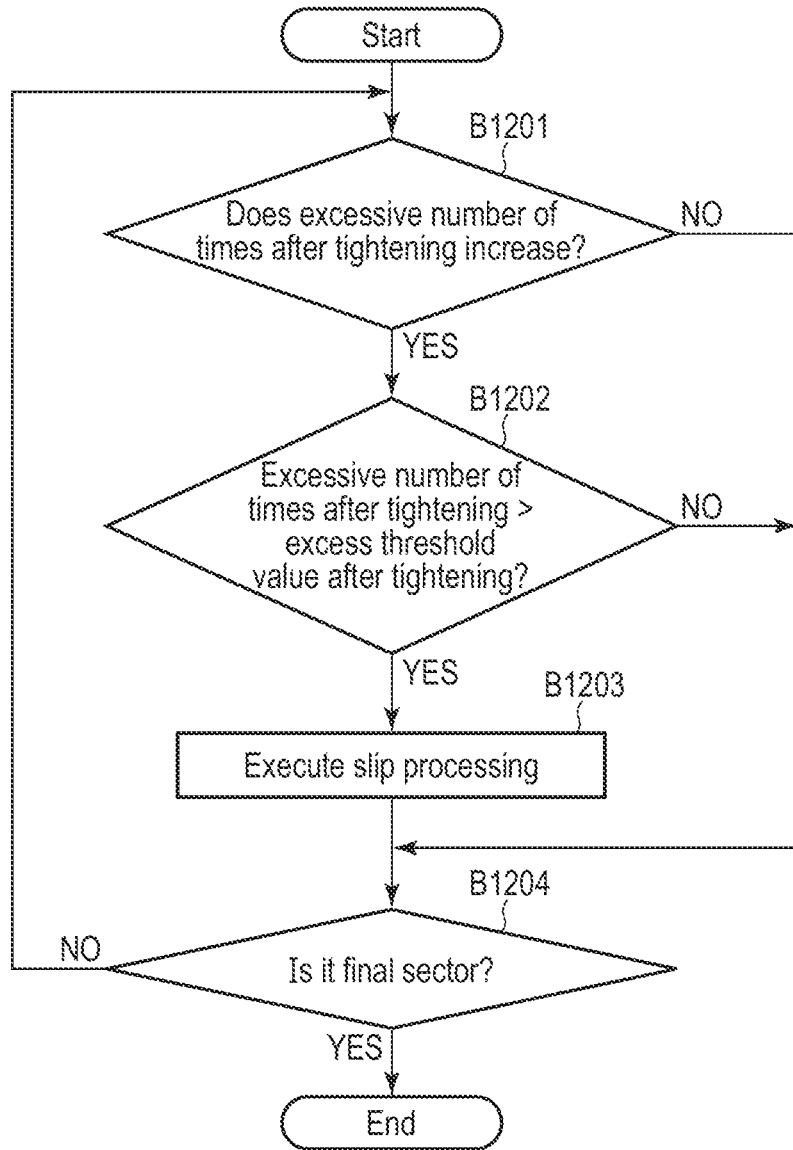 Start
B1201
Does excessive number of
times after tightening increase?
NO
YES
B1202
Excessive number of
times after tightening >
excess threshold
value after tightening?
NO
YES
B1203
Execute slip processing
B1204
NO
Is it final sector?
YES
End